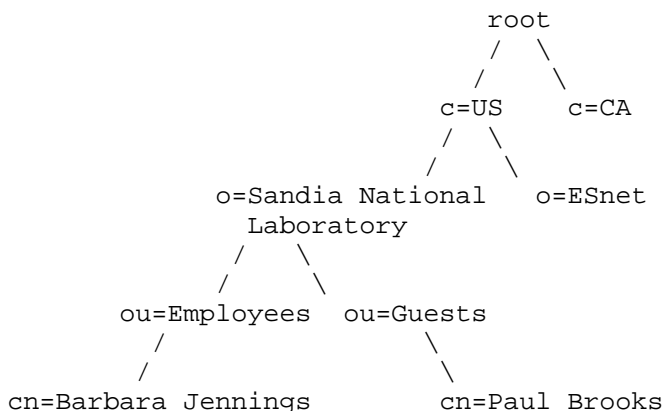 root
c=US c=CA
o=Sandia National o=ESnet
Laboratory
ou=Employees ou=Guests
cn=Barbara Jennings cn=Paul Brooks